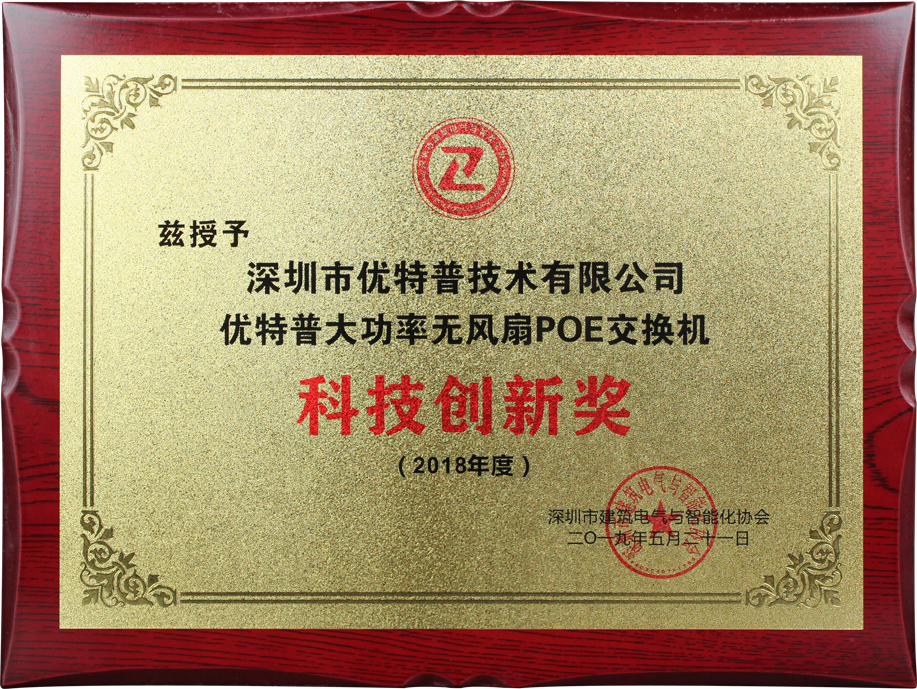 兹授予
深圳市优特普技术有限公司
优特普大功率无风扇POE交换机
科技创新奖
（2018年度）
深圳市建筑电气与智能化协会
二〇一九年五月二十一日